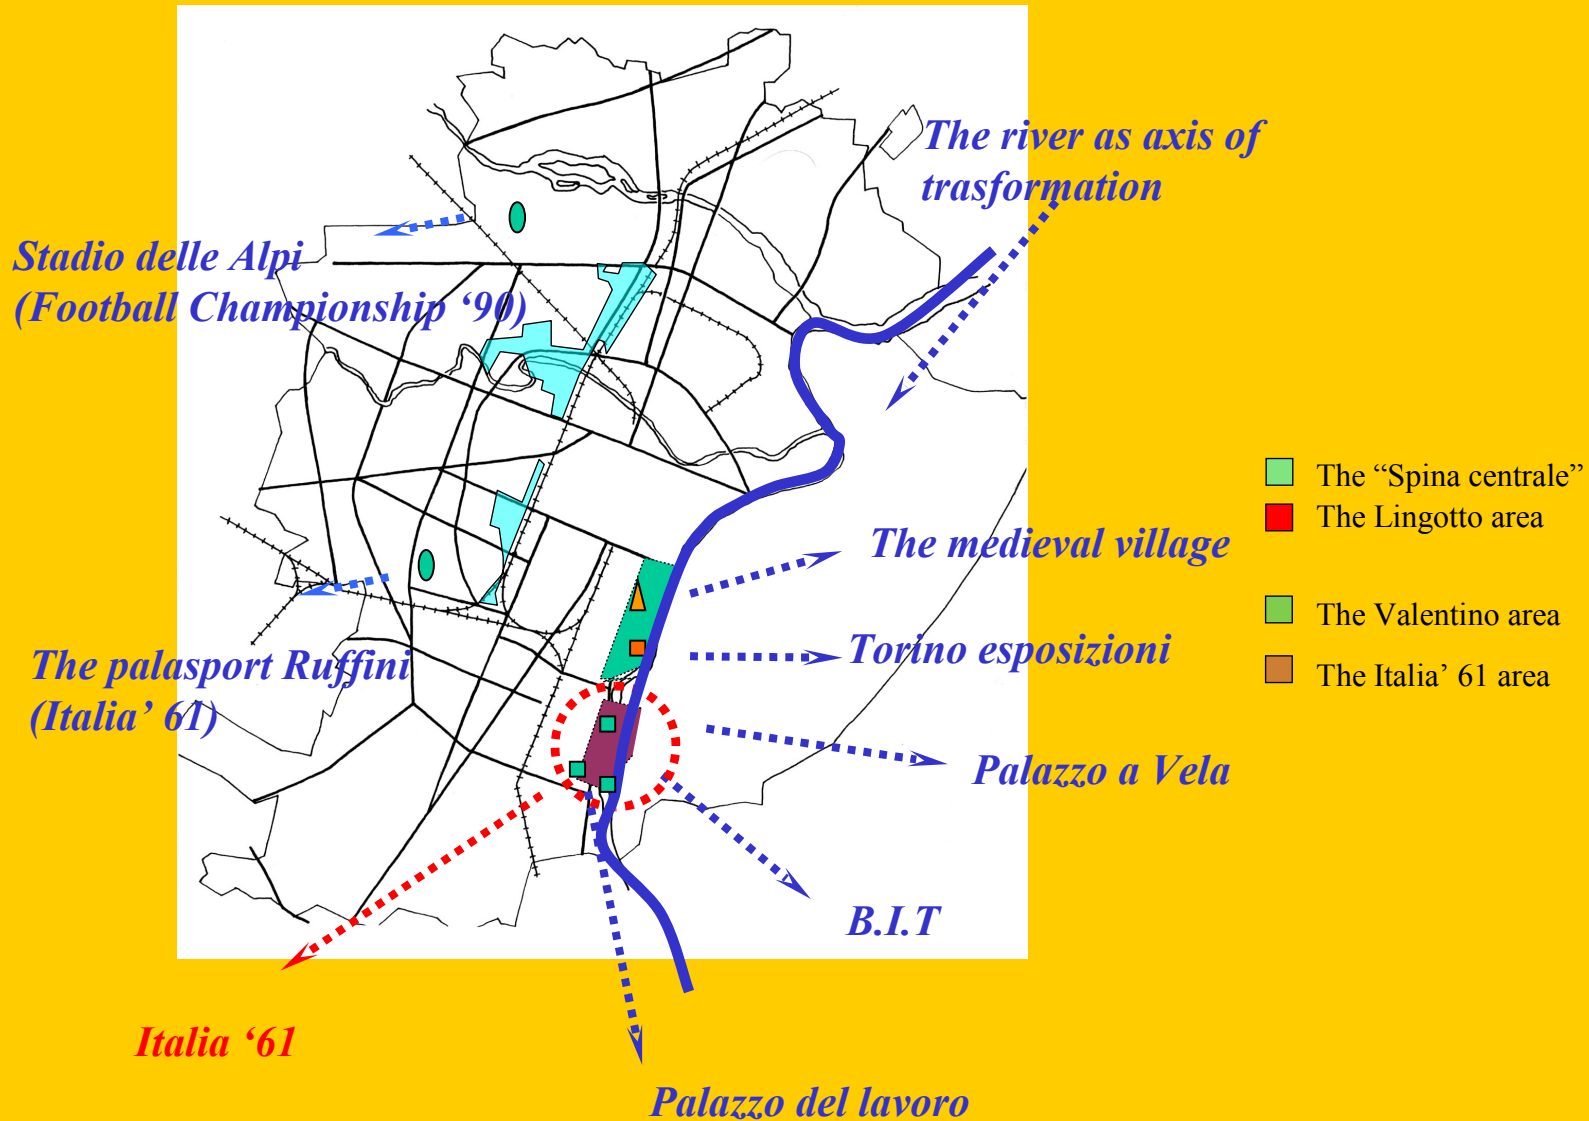 The river as axis of
trasformation
Stadio delle Alpi
(Football Championship ‘90)
The “Spina centrale”
The Lingotto area
The medieval village
The Valentino area
Torino esposizioni
The palasport Ruffini
(Italia’ 61)
The Italia’ 61 area
Palazzo a Vela
B.I.T
Italia ‘61
Palazzo del lavoro